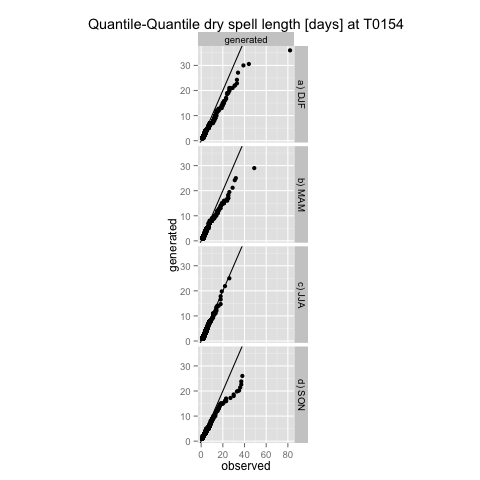 Quantile-Quantile dry spell length [days] at T0154
generated
30
20
10
0
a) DJF
30
20
10
0
b) MAM
generated
30
20
10
0
c) JJA
30
20
10
0
d) SON
0 20 40 60 80
observed